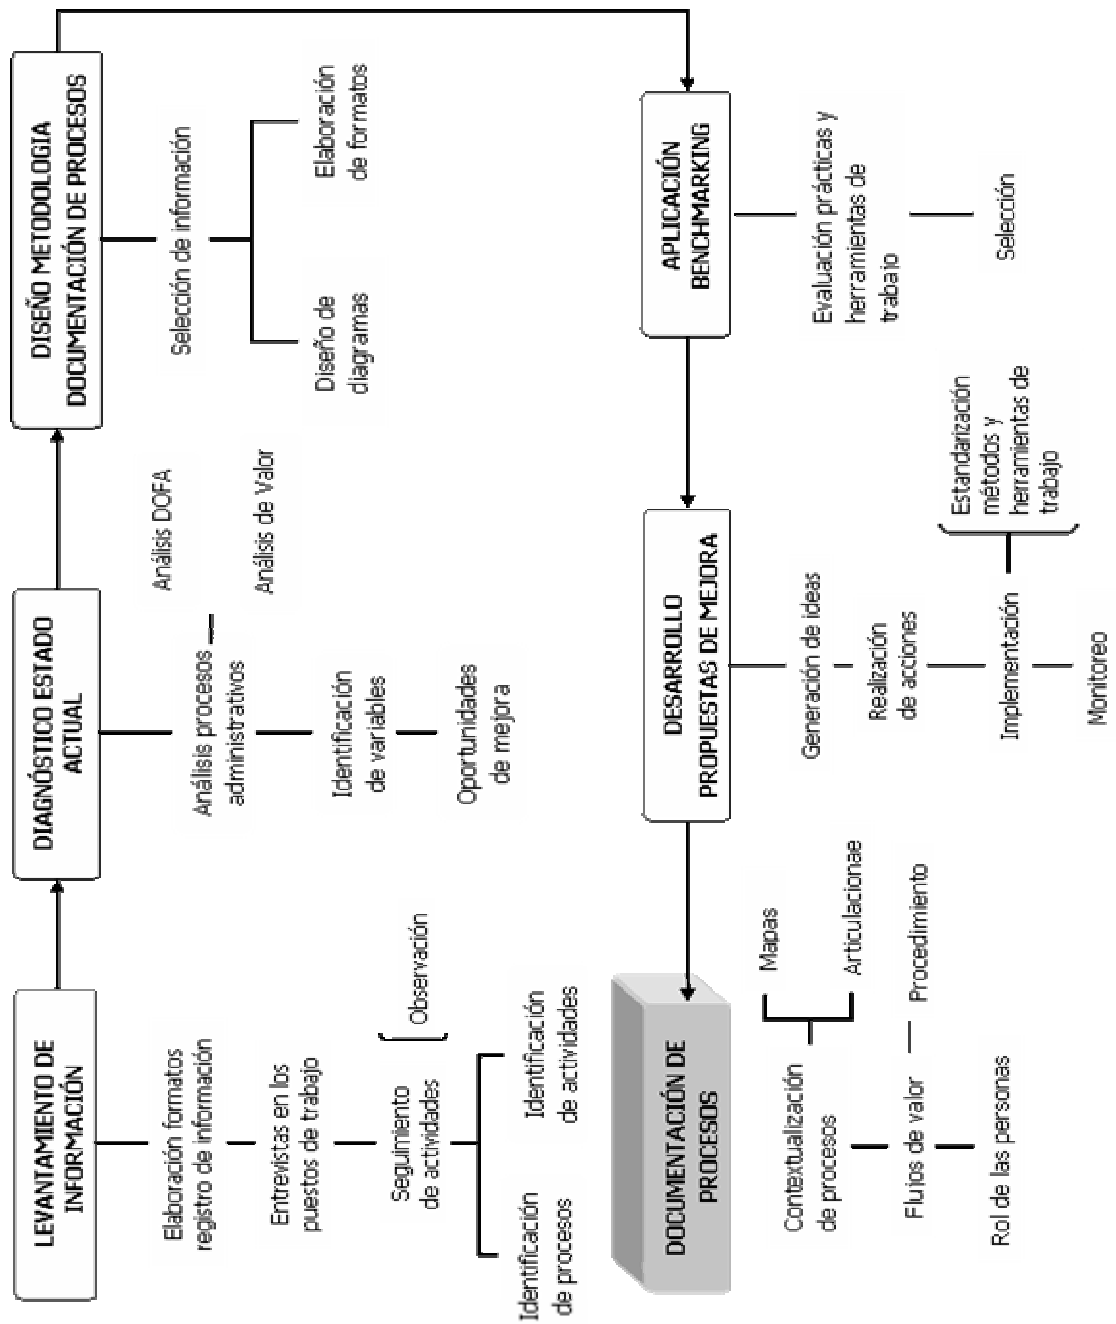 LEVANTAMIENTO DE
INFORMACIÓN
Elaboración formatos
registro de información
Entrevistas en los
puestos de trabajo
Seguimiento
de actividades
Observación
Identificación
de procesos
Identificación
de actividades
DIAGNÓSTICO ESTADO
ACTUAL
Análisis procesos
administrativos
Análisis DOFA
Análisis de Valor
Identificación
de variables
Oportunidades
de mejora
DISEÑO METODOLOGIA
DOCUMENTACIÓN DE PROCESOS
Selección de información
Diseño de
diagramas
Elaboración
de formatos
APLICACIÓN
BENCHMARKING
Evaluación prácticas y
herramientas de
trabajo
Selección
DESARROLLO
PROPUESTAS DE MEJORA
Generación de ideas
Realización
de acciones
Implementación
Estandarización
métodos y
herramientas de
trabajo
Monitoreo
DOCUMENTACIÓN DE
PROCESOS
Contextualización
de procesos
Mapas
Articulacionae
Flujos de valor
Procedimiento
Rol de las personas